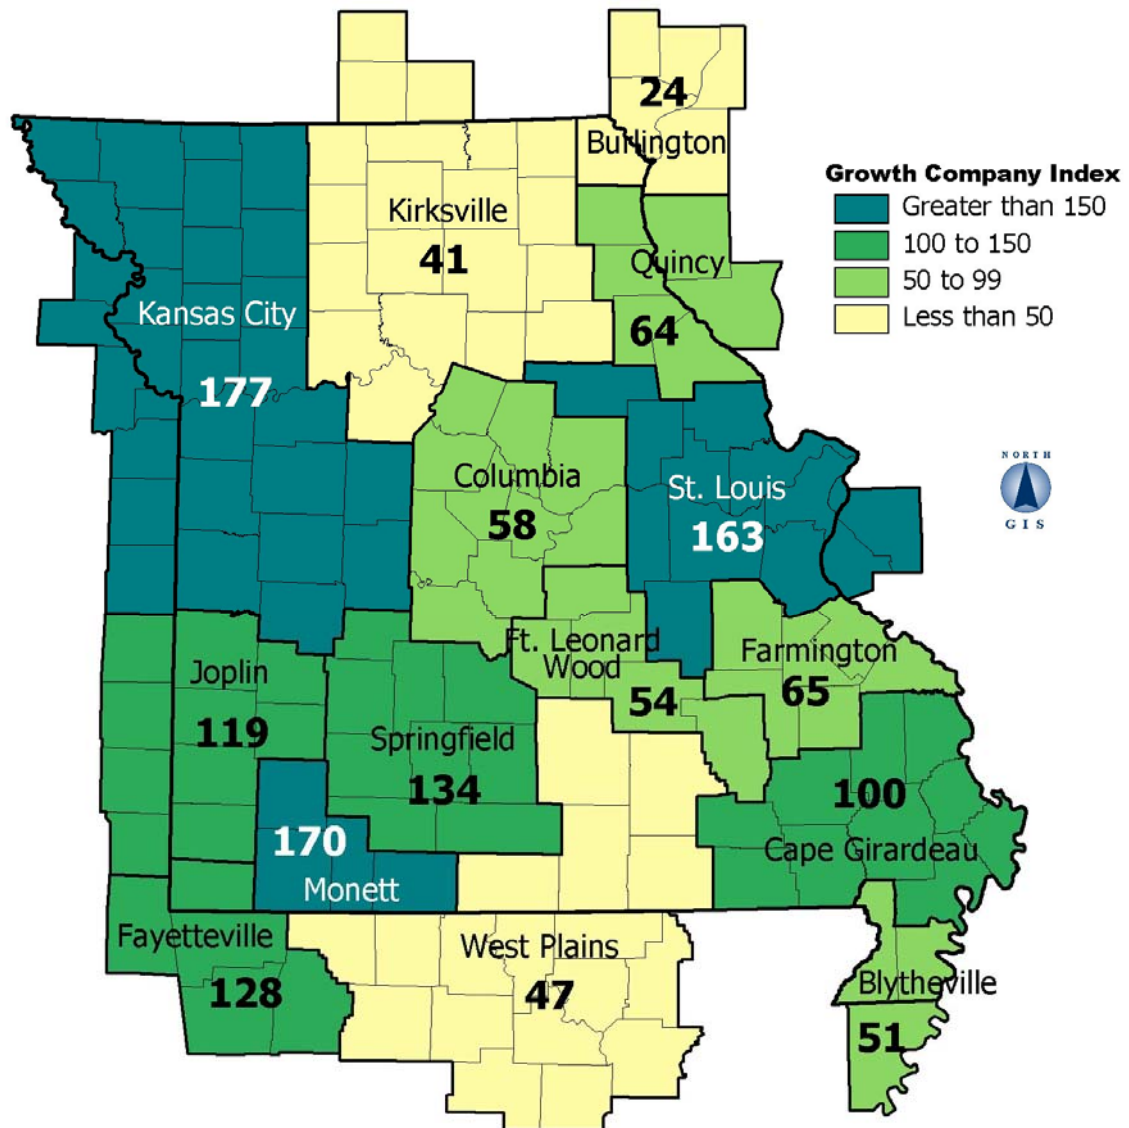 24
Burlington
Growth Company Index
Greater than 150
100 to 150
50 to 99
Less than 50
Kirksville
41
Quincy
64
Kansas City
177
Columbia
58
St. Louis
163
NORTH
GIS
Ft. Leonard
Wood
54
Farmington
65
Joplin
119
Springfield
134
100
Cape Girardeau
170
Monett
Fayetteville
128
West Plains
47
Blytheville
51